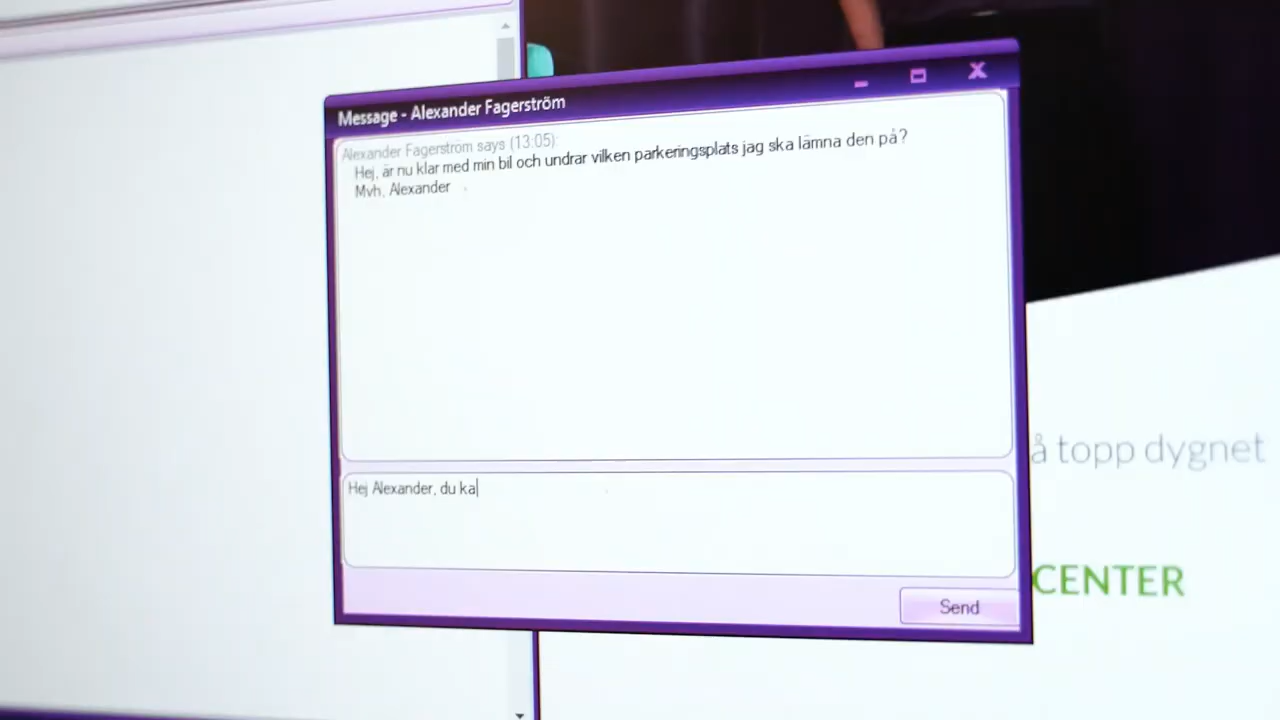 Message - Alexander Fagerström
Alexander Fagerström says (13:05):
Hej, är nu klar med min bil och undrar vilken parkeringsplats jag ska lämna den på?
Mvh, Alexander
Hej Alexander, du ka
Send
å topp dygnet
CENTER